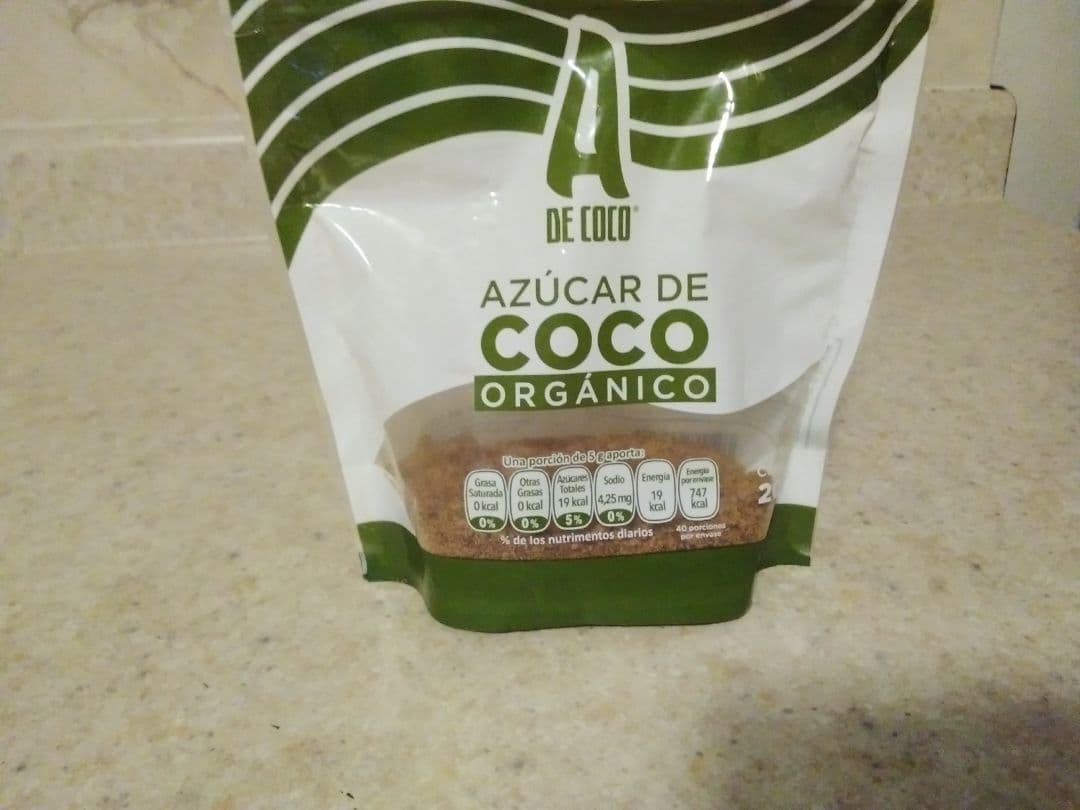 A
DE COCO®
AZÚCAR DE
COCO
ORGÁNICO
Una porción de 5 g aporta:
Grasa
Saturada
0 kcal
0%
Otras
Grasas
0 kcal
0%
Azúcares
Totales
19 kcal
5%
Sodio
4,25 mg
0%
Energía
19
kcal
Energía
por envase
747
kcal
% de los nutrimentos diarios
40 porciones
por envase